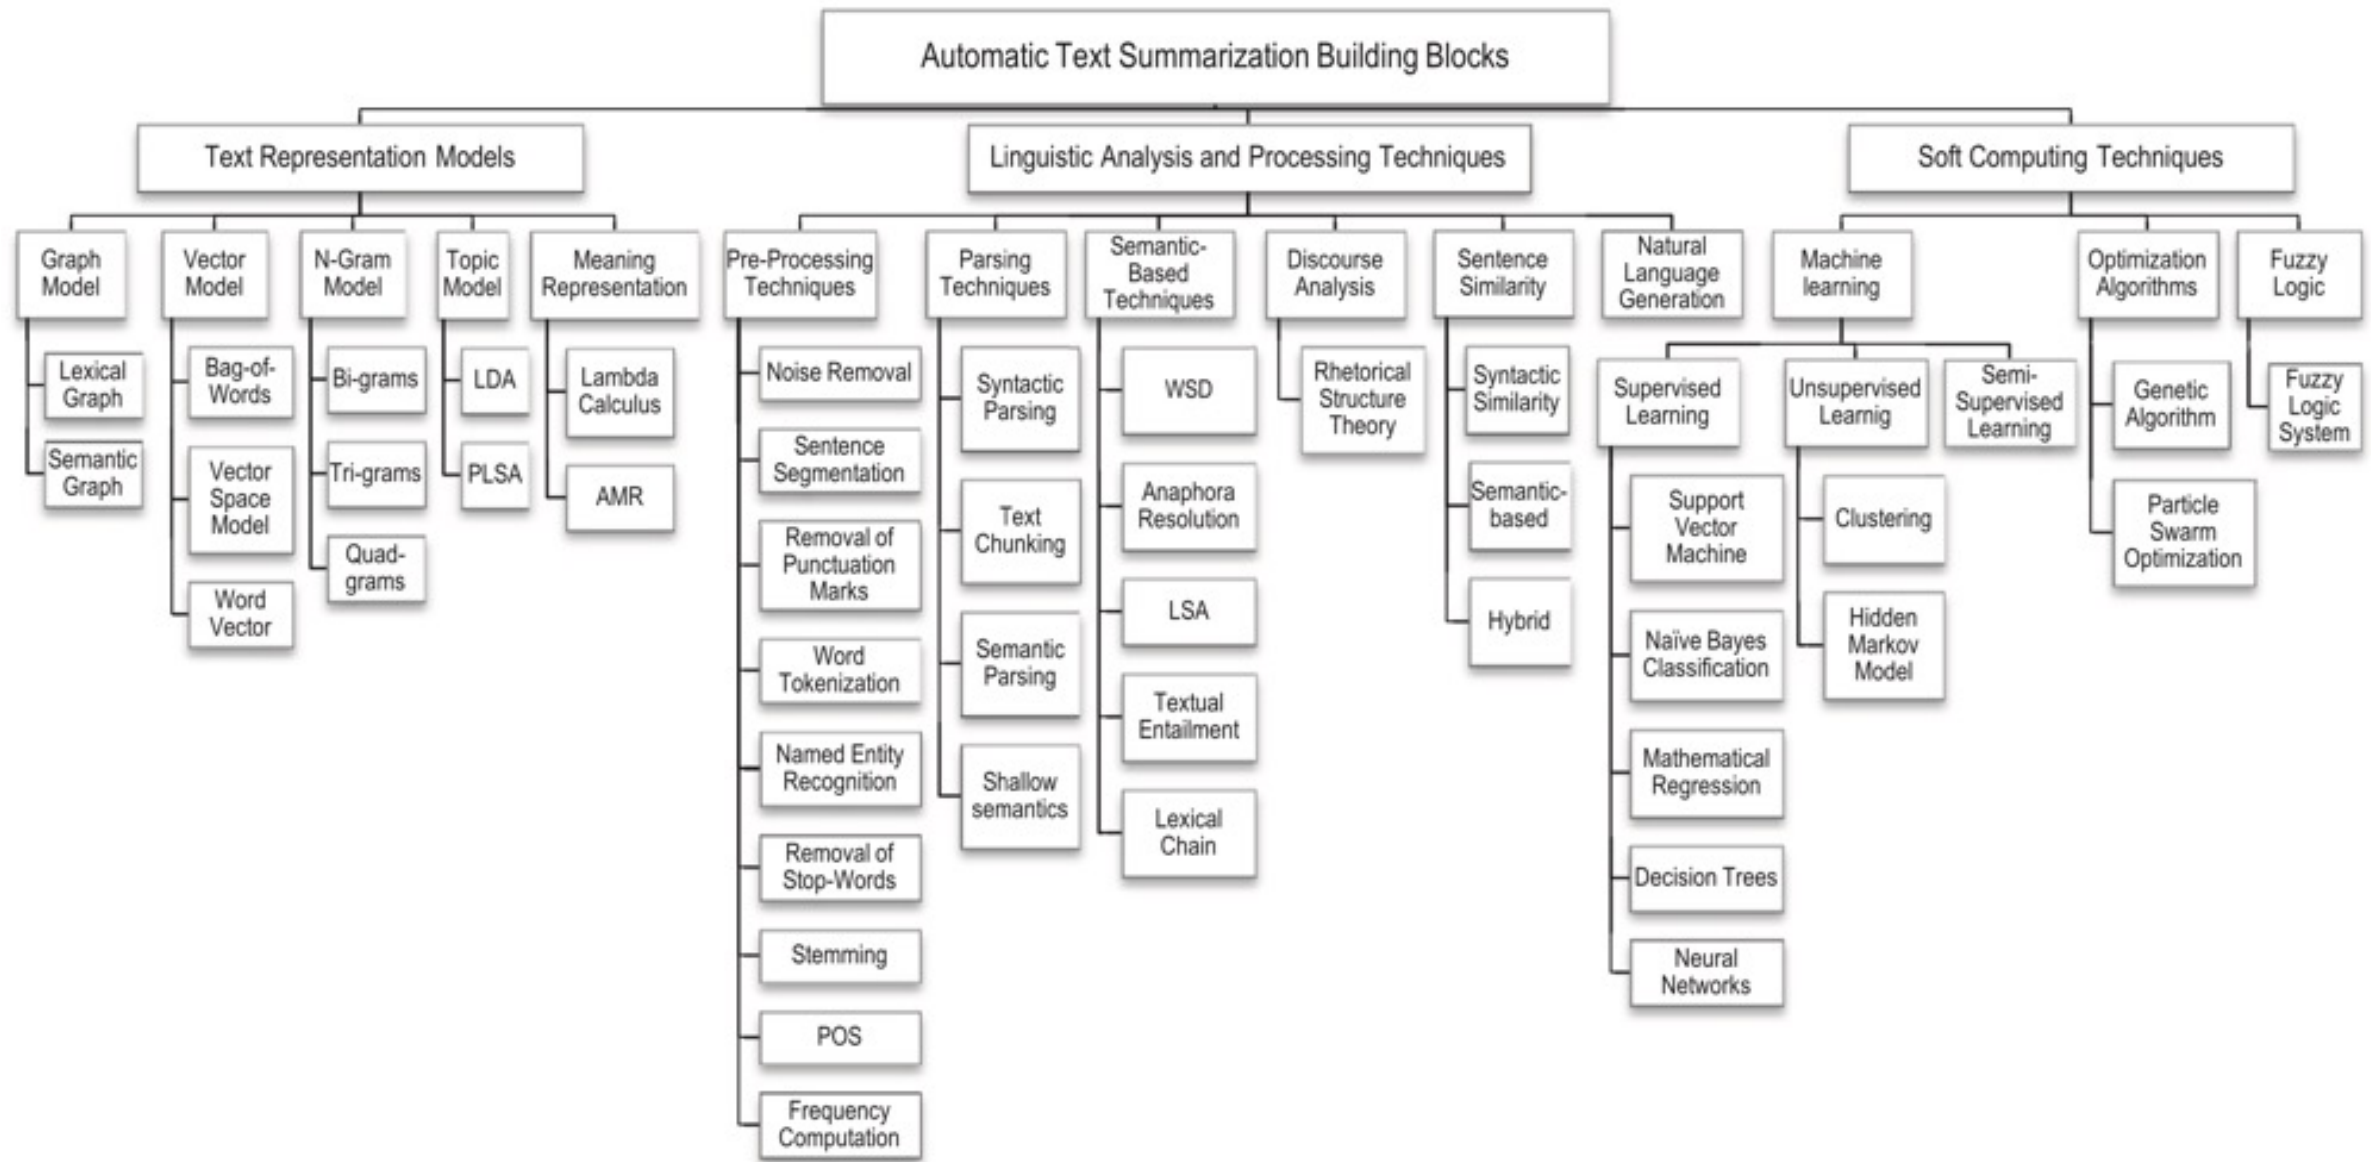 Automatic Text Summarization Building Blocks
Text Representation Models
Linguistic Analysis and Processing Techniques
Soft Computing Techniques
Graph
Model
Vector
Model
N-Gram
Model
Topic
Model
Meaning
Representation
Pre-Processing
Techniques
Parsing
Techniques
Semantic-
Based
Techniques
Discourse
Analysis
Sentence
Similarity
Natural
Language
Generation
Machine
learning
Optimization
Algorithms
Fuzzy
Logic
Lexical
Graph
Semantic
Graph
Bag-of-
Words
Vector
Space
Model
Word
Vector
Bi-grams
Tri-grams
Quad-
grams
LDA
PLSA
Lambda
Calculus
AMR
Noise Removal
Sentence
Segmentation
Removal of
Punctuation
Marks
Word
Tokenization
Named Entity
Recognition
Removal of
Stop-Words
Stemming
POS
Frequency
Computation
Syntactic
Parsing
Text
Chunking
Semantic
Parsing
Shallow
semantics
WSD
Anaphora
Resolution
LSA
Textual
Entailment
Lexical
Chain
Rhetorical
Structure
Theory
Syntactic
Similarity
Semantic-
based
Hybrid
Supervised
Learning
Unsupervised
Learnig
Semi-
Supervised
Learning
Support
Vector
Machine
Naïve Bayes
Classification
Mathematical
Regression
Decision Trees
Neural
Networks
Clustering
Hidden
Markov
Model
Genetic
Algorithm
Particle
Swarm
Optimization
Fuzzy
Logic
System